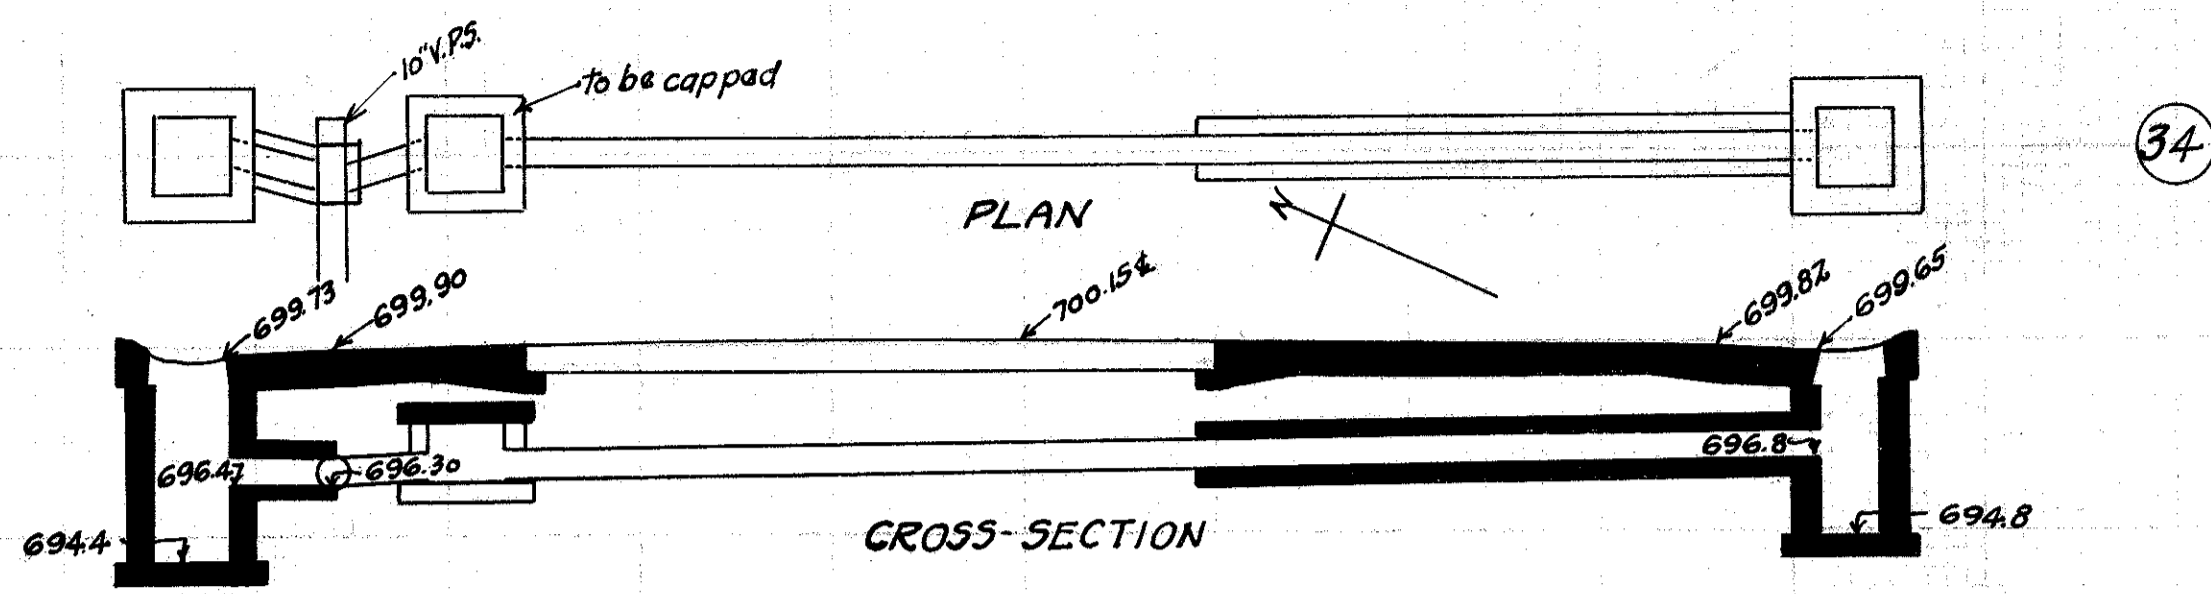 10" V.P.S.
to be capped
34
PLAN
N
699.73
699.90
700.15 ℄
699.82
699.65
696.47
696.30
696.8
694.4
694.8
CROSS-SECTION